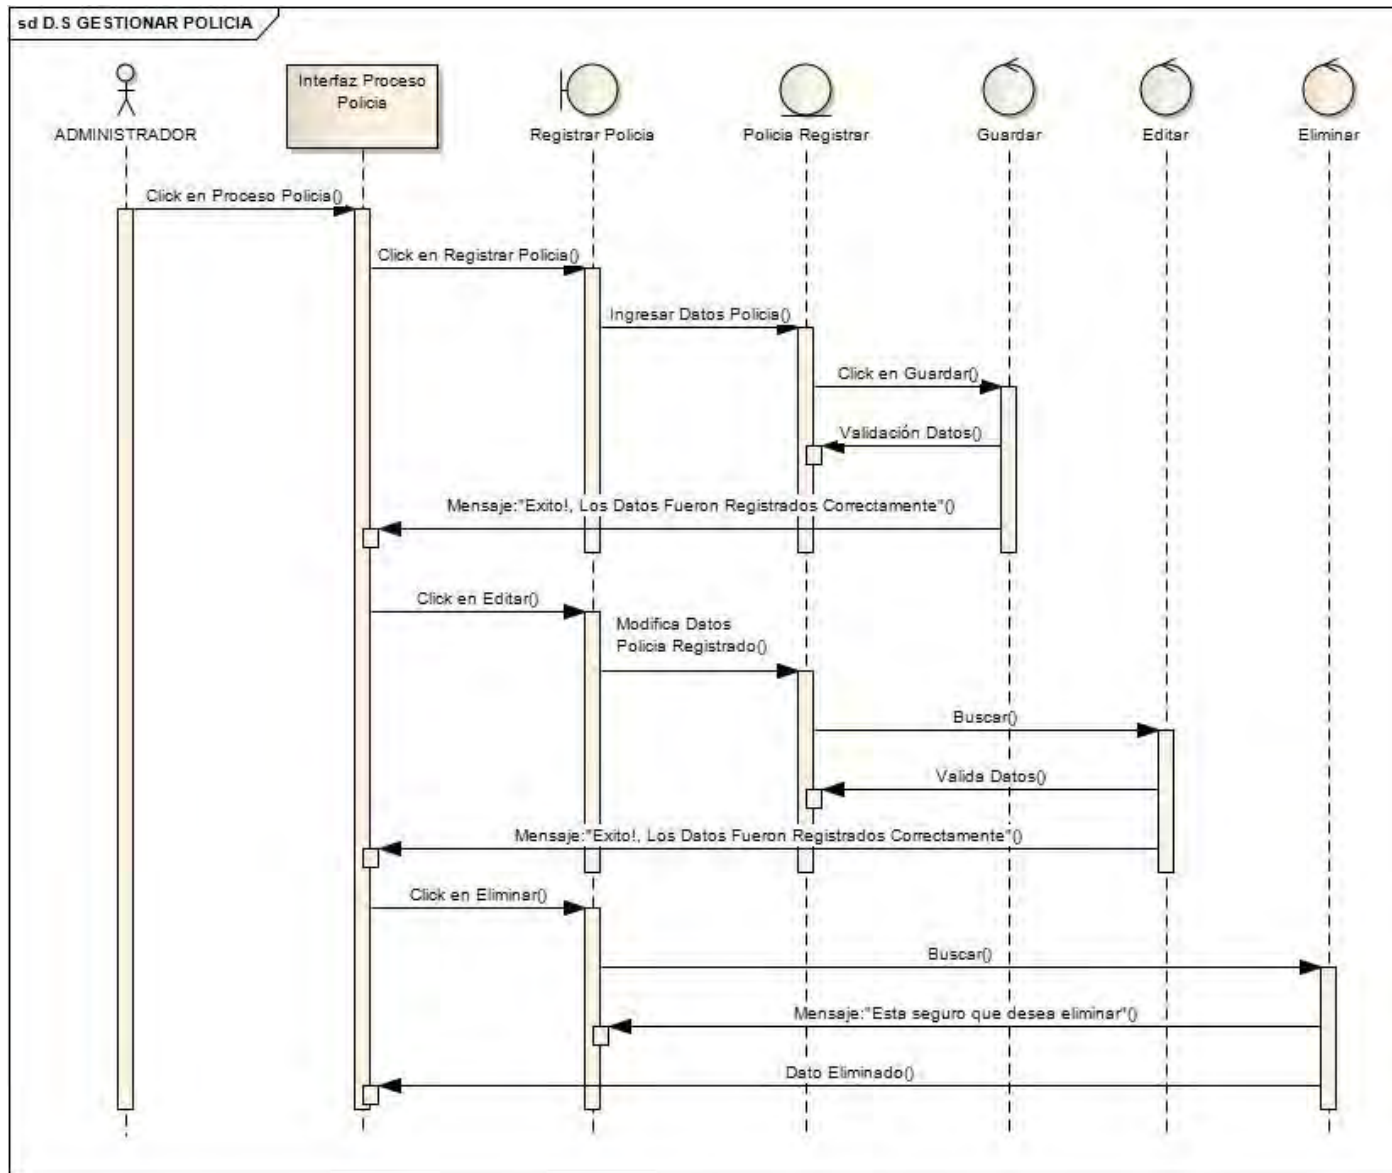 sd D.S GESTIONAR POLICIA
Interfaz Proceso
Policia
ADMINISTRADOR
Registrar Policia
Policia Registrar
Guardar
Editar
Eliminar
Click en Proceso Policia()
Click en Registrar Policia()
Ingresar Datos Policia()
Click en Guardar()
Validación Datos()
Mensaje:"Exito!, Los Datos Fueron Registrados Correctamente"()
Click en Editar()
Modifica Datos
Policia Registrado()
Buscar()
Valida Datos()
Mensaje:"Exito!, Los Datos Fueron Registrados Correctamente"()
Click en Eliminar()
Buscar()
Mensaje:"Esta seguro que desea eliminar"()
Dato Eliminado()